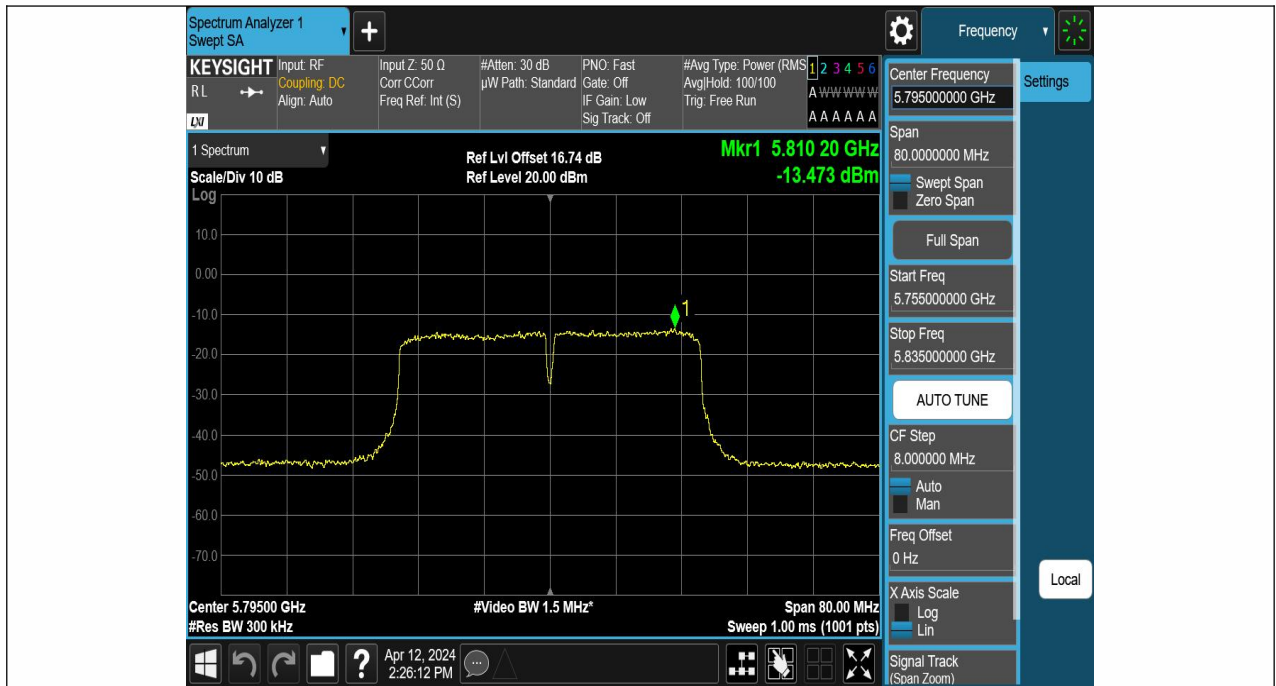 Spectrum Analyzer 1
Swept SA
+
Frequency
KEYSIGHT
RL
LXI
Input: RF
Coupling: DC
Align: Auto
Input Z: 50 Ω
Corr CCorr
Freq Ref: Int (S)
#Atten: 30 dB
µW Path: Standard
PNO: Fast
Gate: Off
IF Gain: Low
Sig Track: Off
#Avg Type: Power (RMS
Avg|Hold: 100/100
Trig: Free Run
1 2 3 4 5 6
A W W W W W
A A A A A A
1 Spectrum
Scale/Div 10 dB
Log
Ref Lvl Offset 16.74 dB
Ref Level 20.00 dBm
Mkr1 5.810 20 GHz
-13.473 dBm
10.0
0.00
-10.0
-20.0
-30.0
-40.0
-50.0
-60.0
-70.0
1
Center 5.79500 GHz
#Res BW 300 kHz
#Video BW 1.5 MHz*
Span 80.00 MHz
Sweep 1.00 ms (1001 pts)
Center Frequency
5.795000000 GHz
Span
80.0000000 MHz
Swept Span
Zero Span
Full Span
Start Freq
5.755000000 GHz
Stop Freq
5.835000000 GHz
AUTO TUNE
CF Step
8.000000 MHz
Auto
Man
Freq Offset
0 Hz
X Axis Scale
Log
Lin
Signal Track
(Span Zoom)
Settings
Local
?
Apr 12, 2024
2:26:12 PM